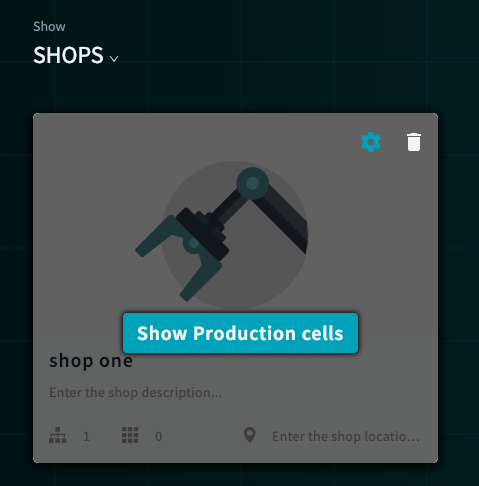 Show
SHOPS
Show Production cells
shop one
Enter the shop description...
1
0
Enter the shop locatio...